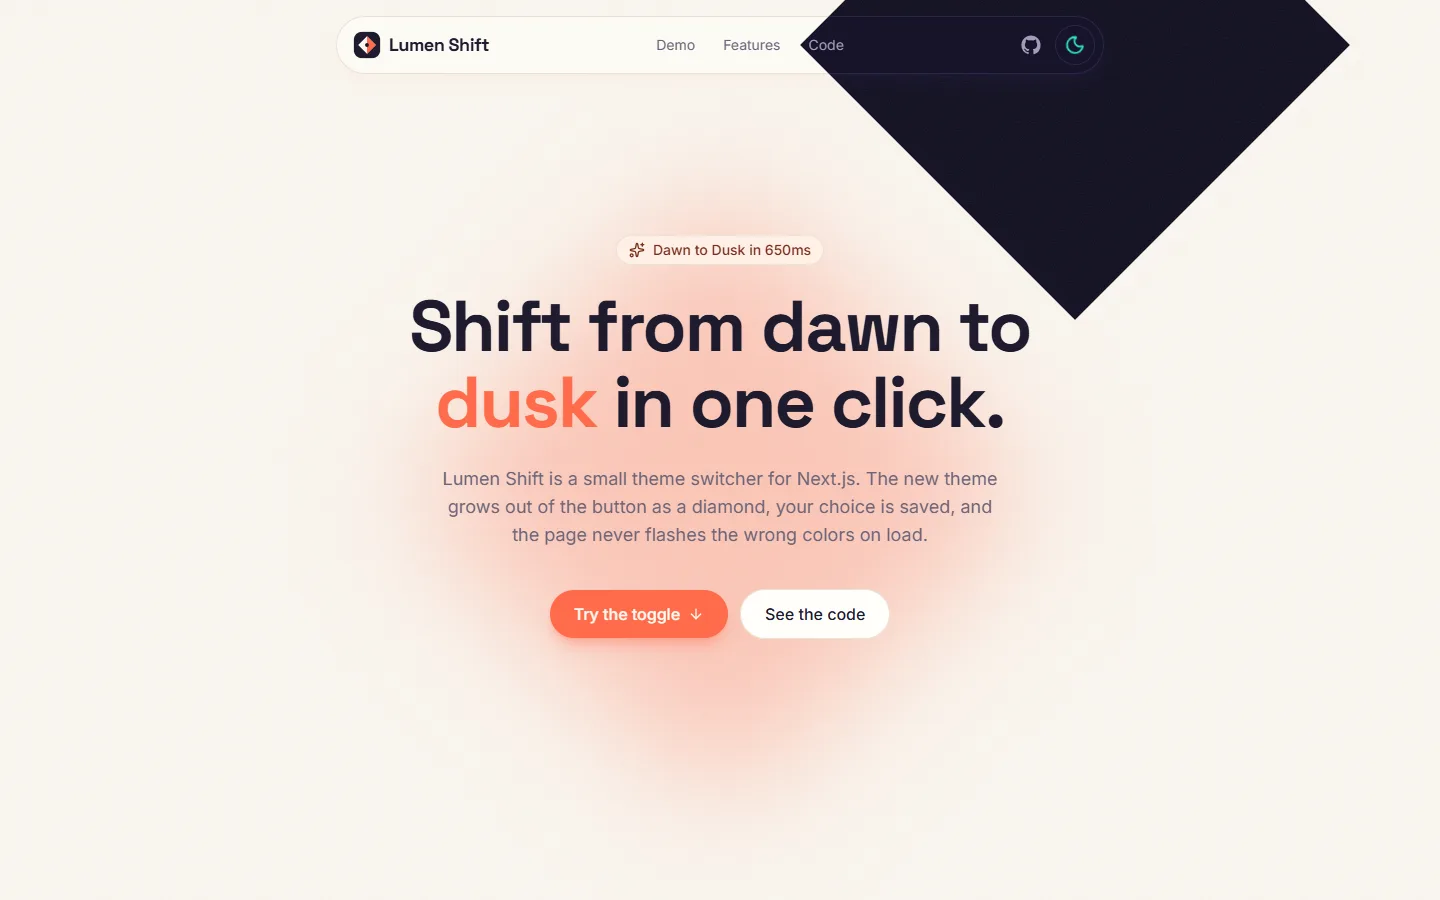 Lumen Shift
Demo
Features
Code
Dawn to Dusk in 650ms
Shift from dawn to
dusk in one click.
Lumen Shift is a small theme switcher for Next.js. The new theme
grows out of the button as a diamond, your choice is saved, and
the page never flashes the wrong colors on load.
Try the toggle
See the code